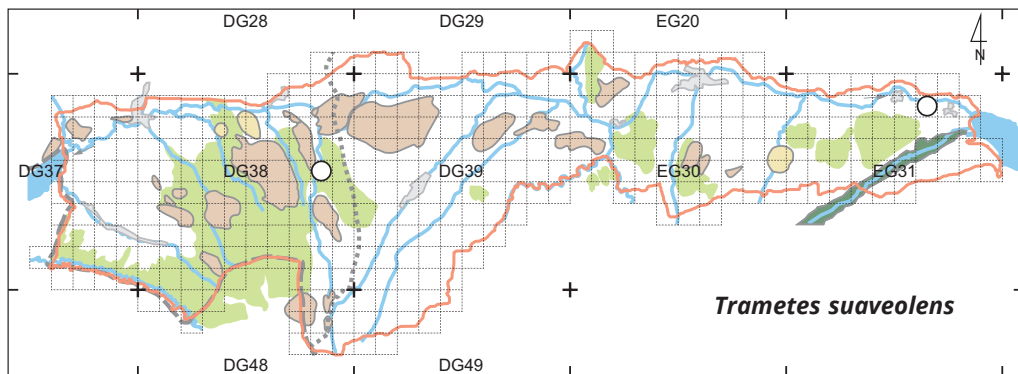 DG28 DG29 EG20
N
DG37 DG38 DG39 EG30 EG31
Trametes suaveolens
DG48 DG49